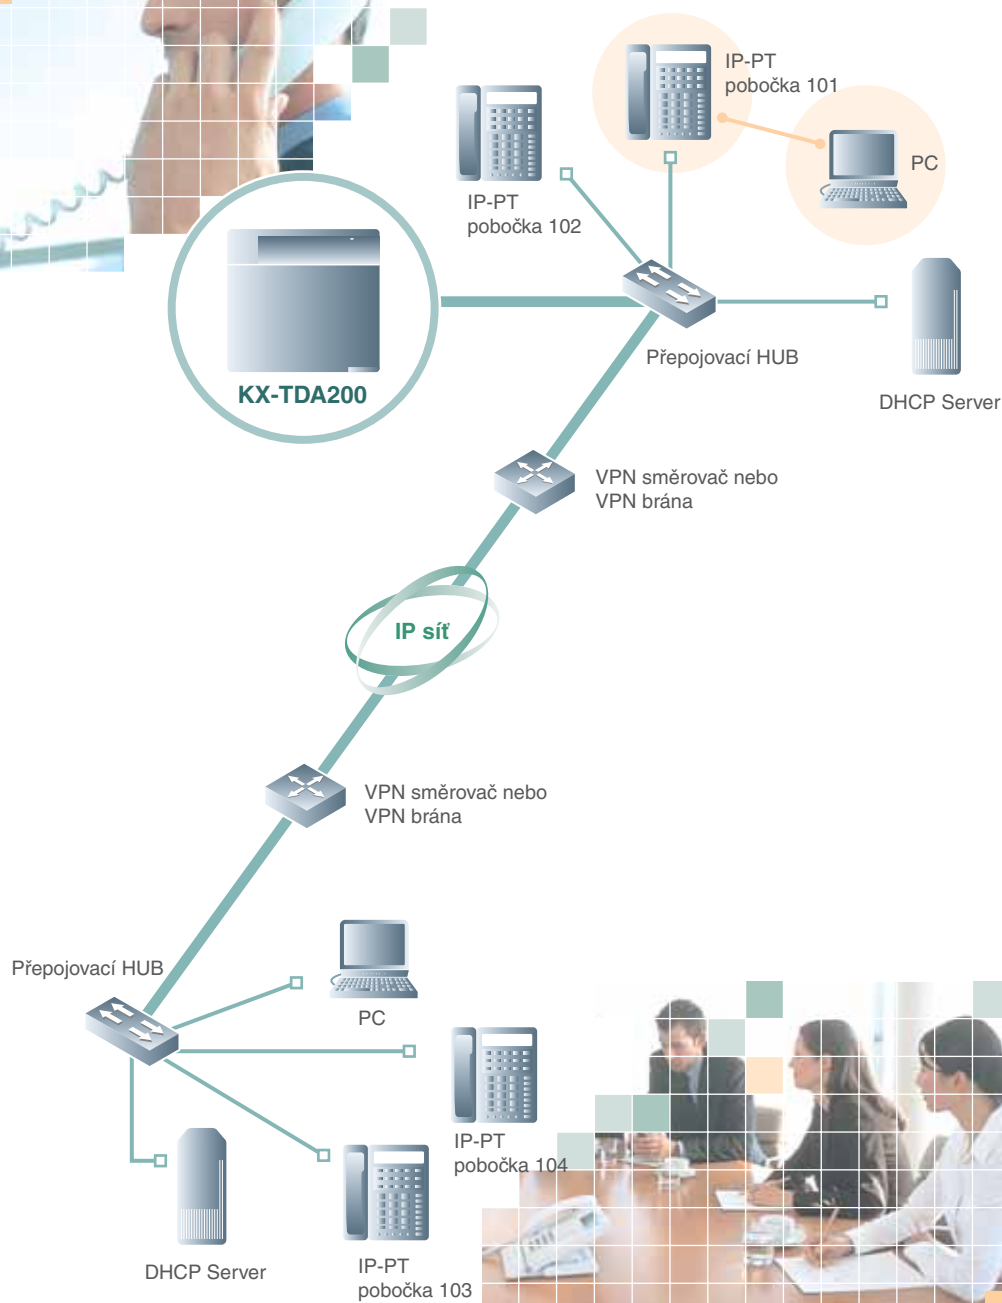 IP-PT
pobočka 101
PC
IP-PT
pobočka 102
KX-TDA200
Přepojovací HUB
DHCP Server
VPN směrovač nebo
VPN brána
IP síť
VPN směrovač nebo
VPN brána
Přepojovací HUB
PC
IP-PT
pobočka 104
DHCP Server
IP-PT
pobočka 103